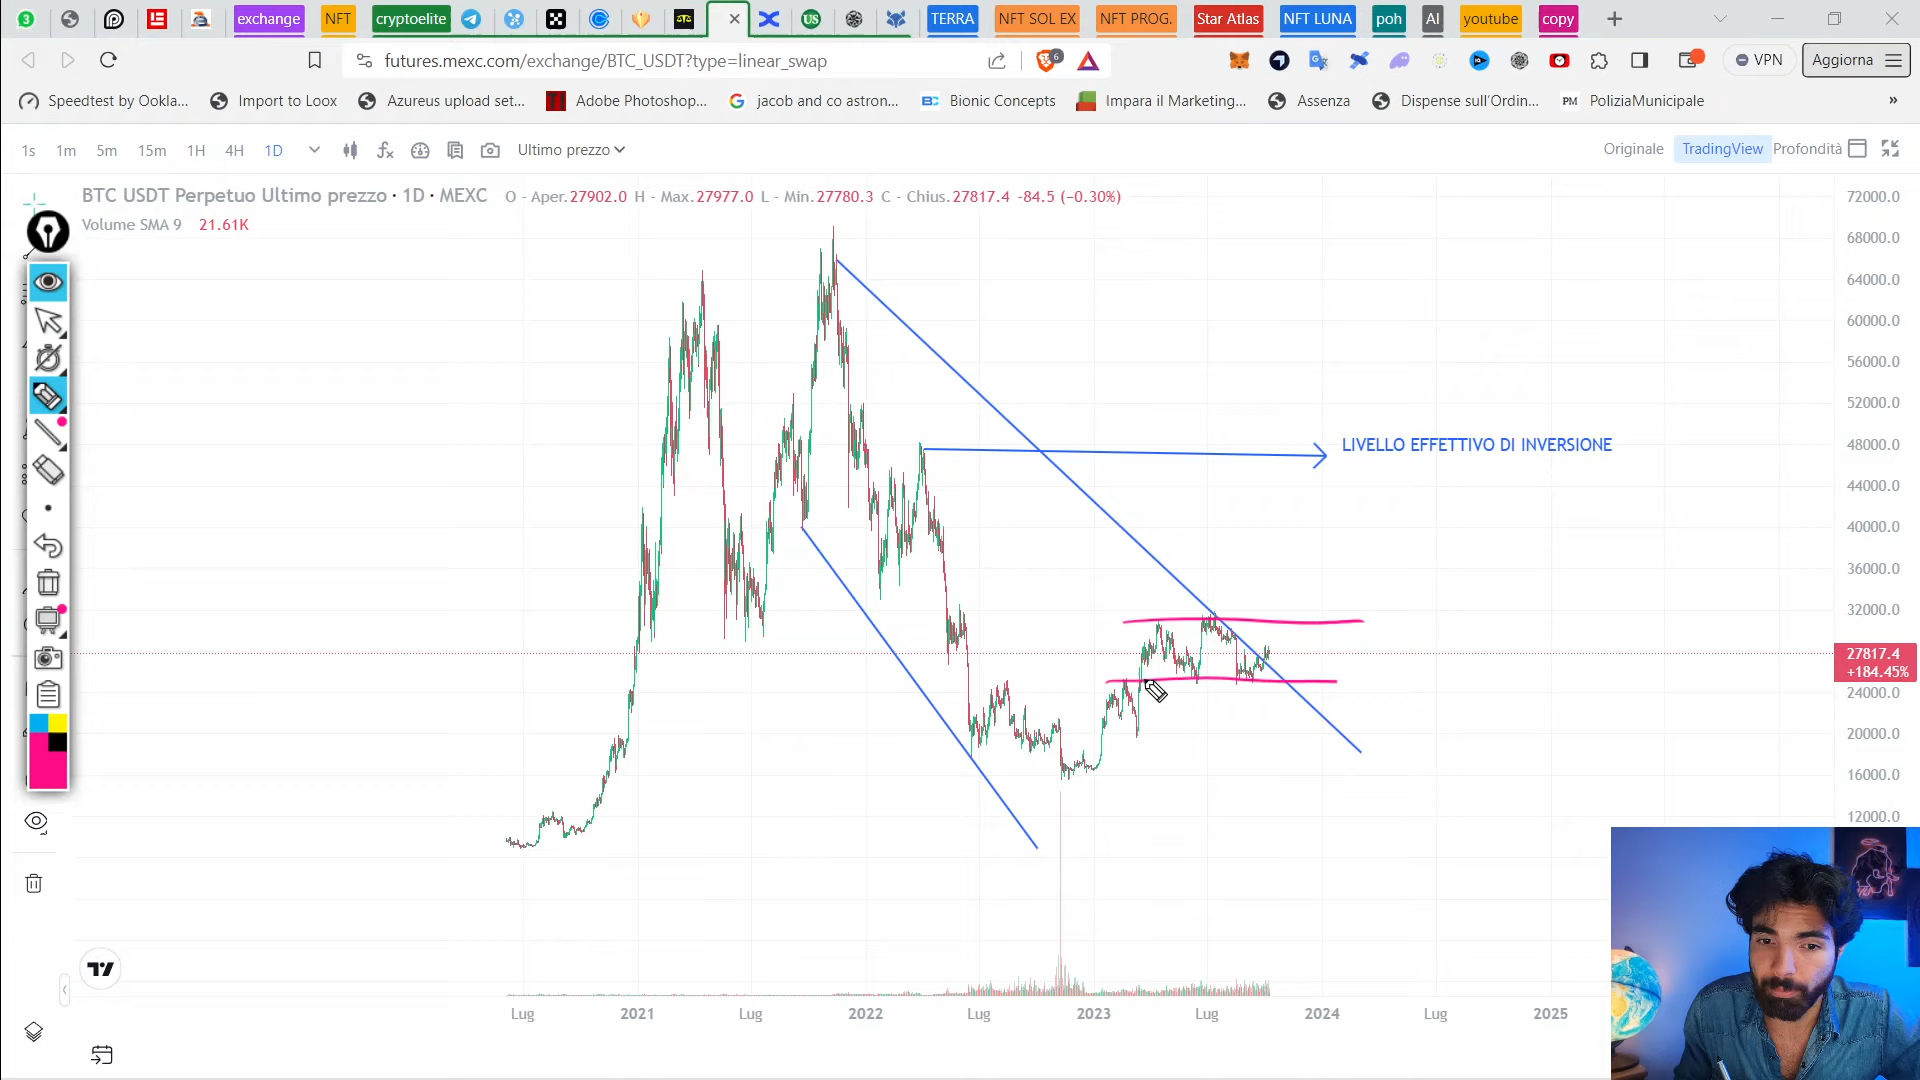 3
exchange
NFT
cryptoelite
US
TERRA
NFT SOL EX
NFT PROG.
Star Atlas
NFT LUNA
poh
AI
youtube
copy
futures.mexc.com/exchange/BTC_USDT?type=linear_swap
6
VPN
Aggiorna
Speedtest by Ookla...
Import to Loox
Azureus upload set...
Adobe Photoshop...
jacob and co astron...
Bionic Concepts
Impara il Marketing...
Assenza
Dispense sull'Ordin...
PM PoliziaMunicipale
»
1s 1m 5m 15m 1H 4H 1D
Ultimo prezzo
Originale TradingView Profondità
BTC USDT Perpetuo Ultimo prezzo · 1D · MEXC O - Aper.27902.0 H - Max.27977.0 L - Min.27780.3 C - Chius.27817.4 -84.5 (−0.30%)
Volume SMA 9 21.61K
72000.0
68000.0
64000.0
60000.0
56000.0
52000.0
LIVELLO EFFETTIVO DI INVERSIONE
48000.0
44000.0
40000.0
36000.0
32000.0
27817.4
+184.45%
24000.0
20000.0
16000.0
12000.0
Lug 2021 Lug 2022 Lug 2023 Lug 2024 Lug 2025